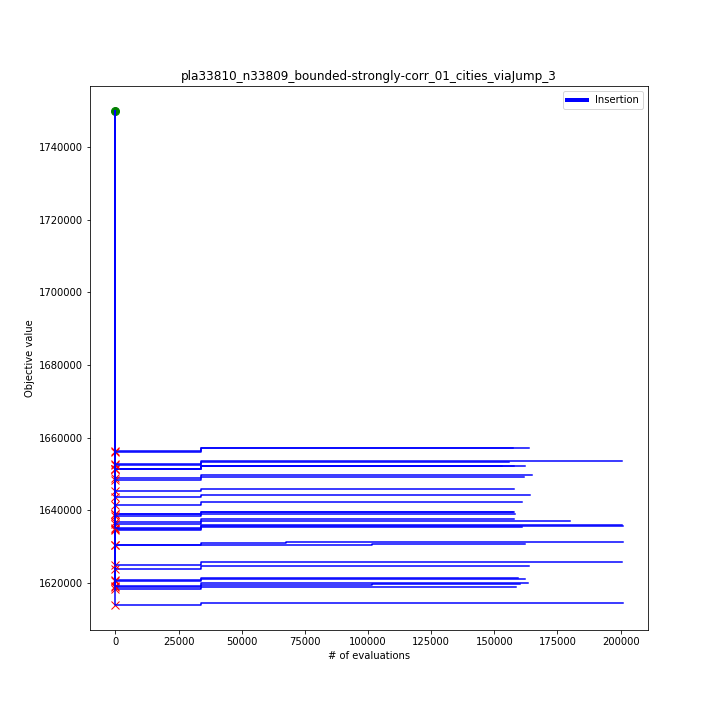 pla33810_n33809_bounded-strongly-corr_01_cities_viaJump_3
Insertion
Objective value
1740000
1720000
1700000
1680000
1660000
1640000
1620000
0 25000 50000 75000 100000 125000 150000 175000 200000
# of evaluations